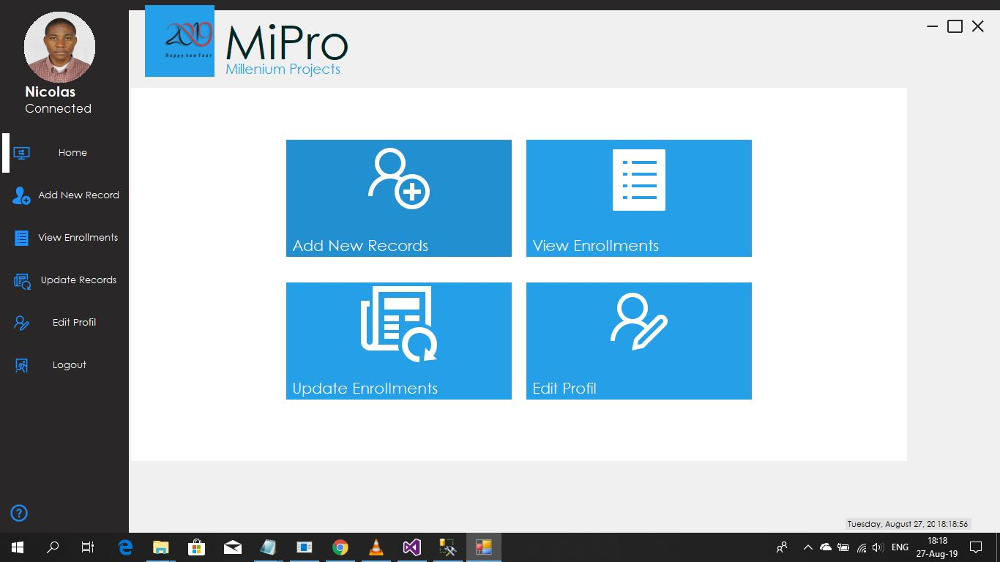 Nicolas
Connected
Home
Add New Record
View Enrollments
Update Records
Edit Profil
Logout
2019
Happy new Year
MiPro
Millenium Projects
Add New Records
View Enrollments
Update Enrollments
Edit Profil
?
Tuesday, August 27, 20 18:18:56
ENG
18:18
27-Aug-19